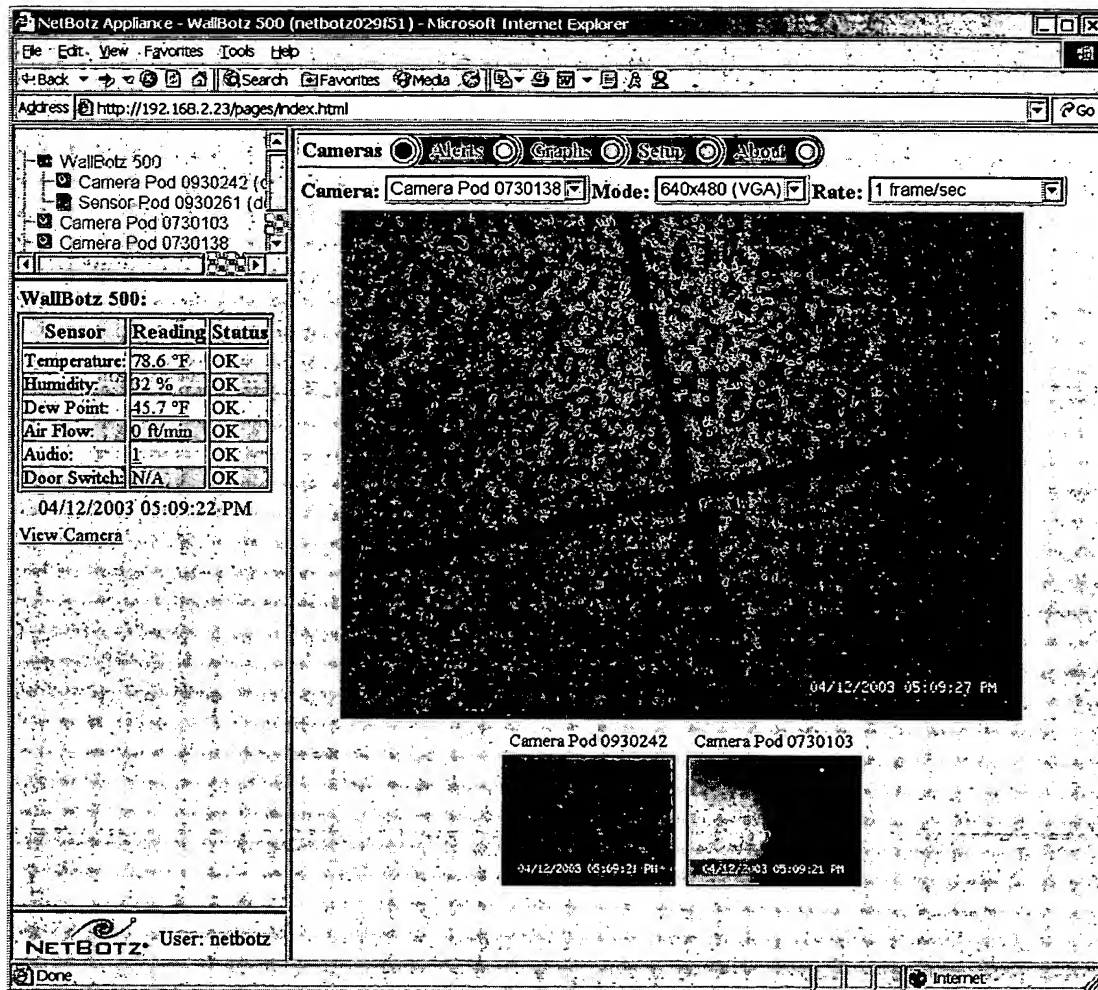 NetBotz Appliance - WallBotz 500 (netbotz029f51) - Microsoft Internet Explorer
File Edit View Favorites Tools Help
Back Search Favorites Media
Address http://192.168.2.23/pages/index.html Go
WallBotz 500
Camera Pod 0930242 (d
Sensor Pod 0930261 (d
Camera Pod 0730103
Camera Pod 0730138
Cameras Alerts Graphs Setup About
Camera: Camera Pod 0730138 Mode: 640x480 (VGA) Rate: 1 frame/sec
WallBotz 500:
Sensor Reading Status
Temperature: 78.6 °F OK
Humidity: 32 % OK
Dew Point: 45.7 °F OK
Air Flow: 0 ft/min OK
Audio: 1 OK
Door Switch: N/A OK
04/12/2003 05:09:22 PM
View Camera
04/12/2003 05:09:27 PM
Camera Pod 0930242 Camera Pod 0730103
04/12/2003 05:09:21 PM 04/12/2003 05:09:21 PM
NETBOTZ User: netbotz
Done Internet